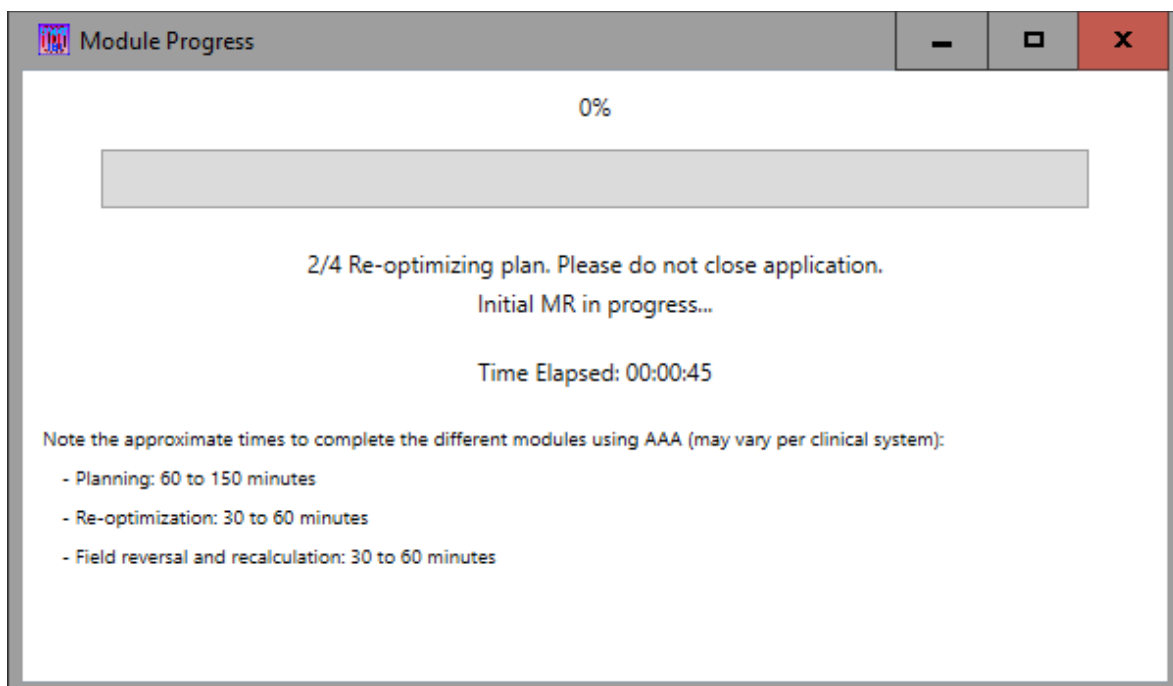 Module Progress
0%
2/4 Re-optimizing plan. Please do not close application.
Initial MR in progress...
Time Elapsed: 00:00:45
Note the approximate times to complete the different modules using AAA (may vary per clinical system):
- Planning: 60 to 150 minutes
- Re-optimization: 30 to 60 minutes
- Field reversal and recalculation: 30 to 60 minutes